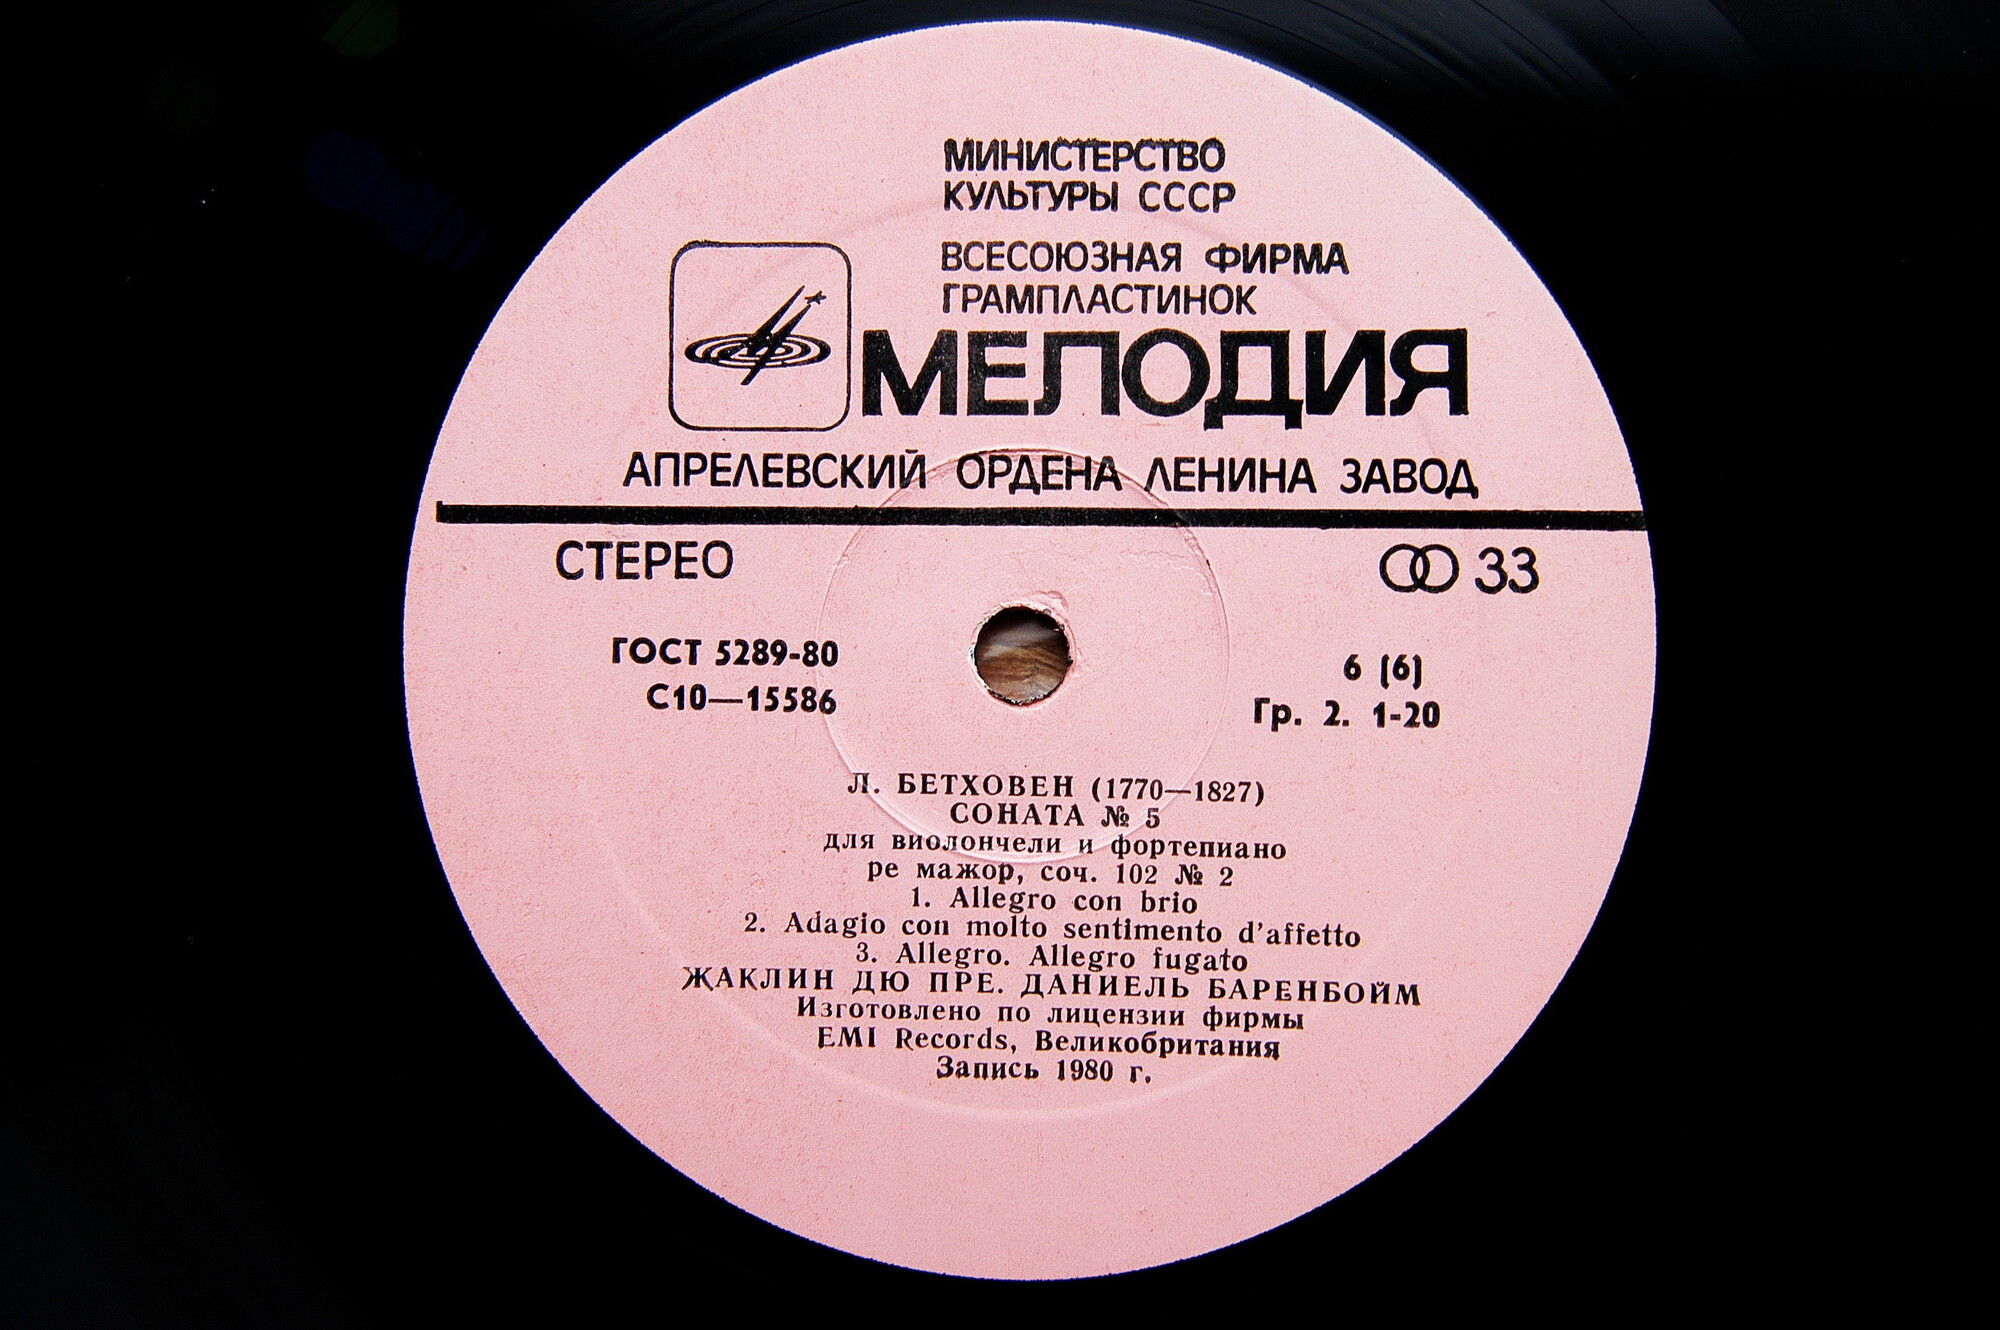 МИНИСТЕРСТВО
КУЛЬТУРЫ СССР
ВСЕСОЮЗНАЯ ФИРМА
ГРАМПЛАСТИНОК
МЕЛОДИЯ
АПРЕЛЕВСКИЙ ОРДЕНА ЛЕНИНА ЗАВОД
СТЕРЕО
33
ГОСТ 5289-80
С10—15586
6 (6)
Гр. 2. 1-20
Л. БЕТХОВЕН (1770—1827)
СОНАТА № 5
для виолончели и фортепиано
ре мажор, соч. 102 № 2
1. Allegro con brio
2. Adagio con molto sentimento d'affetto
3. Allegro. Allegro fugato
ЖАКЛИН ДЮ ПРЕ. ДАНИЕЛЬ БАРЕНБОЙМ
Изготовлено по лицензии фирмы
EMI Records, Великобритания
Запись 1980 г.